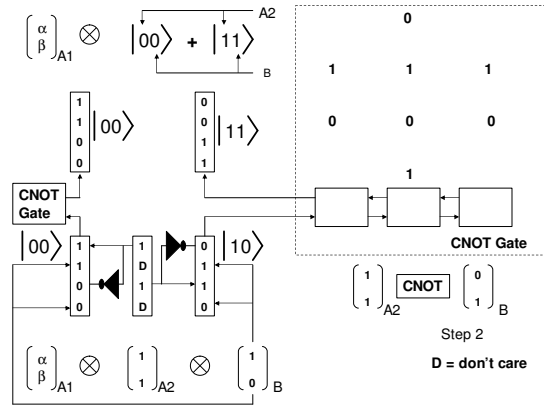 A2
0
( α β ) A1 ⊗ |00⟩ + |11⟩
B
1 1 1
1 1 0 0 |00⟩
0 0 1 1 |11⟩
0 0 0
1
CNOT Gate
CNOT Gate
|00⟩ 1 1 0 0
1 D 1 D
0 1 1 0 |10⟩
( 1 1 ) A2 CNOT ( 0 1 ) B
Step 2
( α β ) A1 ⊗ ( 1 1 ) A2 ⊗ ( 1 0 ) B
D = don't care